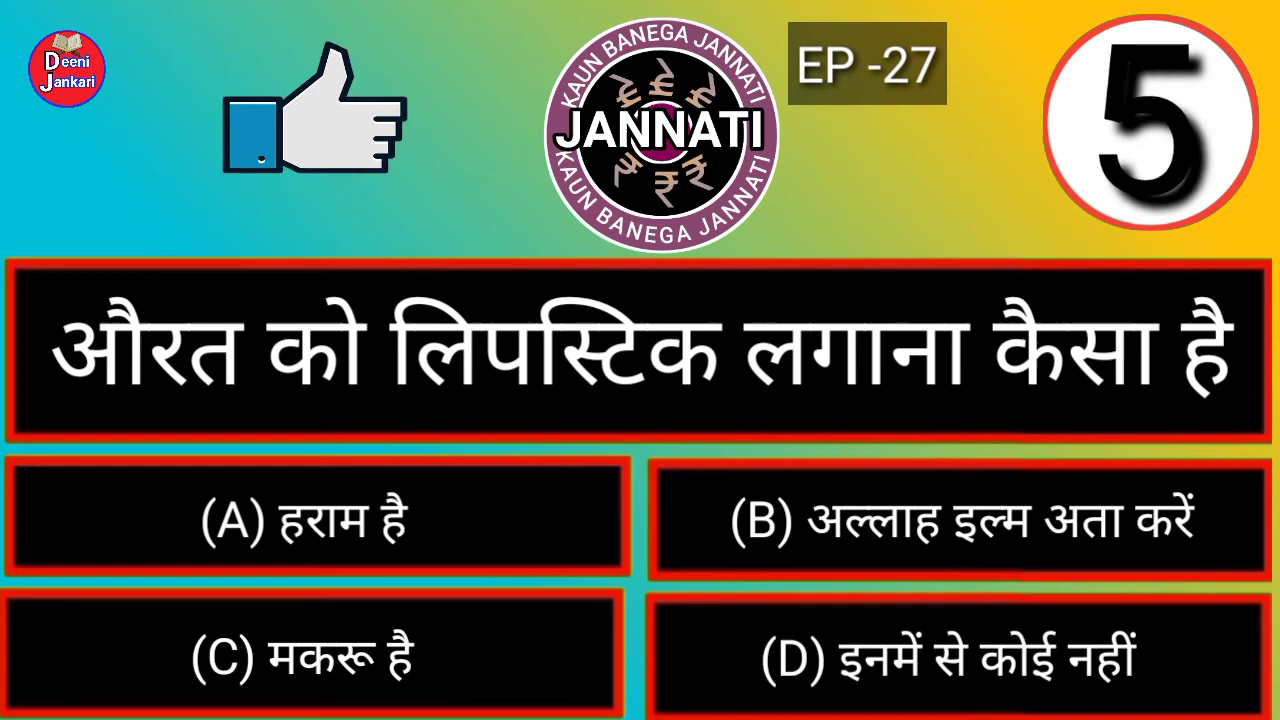 Deeni
Jankari
KAUN BANEGA JANNATI
JANNATI
KAUN BANEGA JANNATI
EP -27
5
औरत को लिपस्टिक लगाना कैसा है
(A) हराम है
(B) अल्लाह इल्म अता करें
(C) मकरू है
(D) इनमें से कोई नहीं